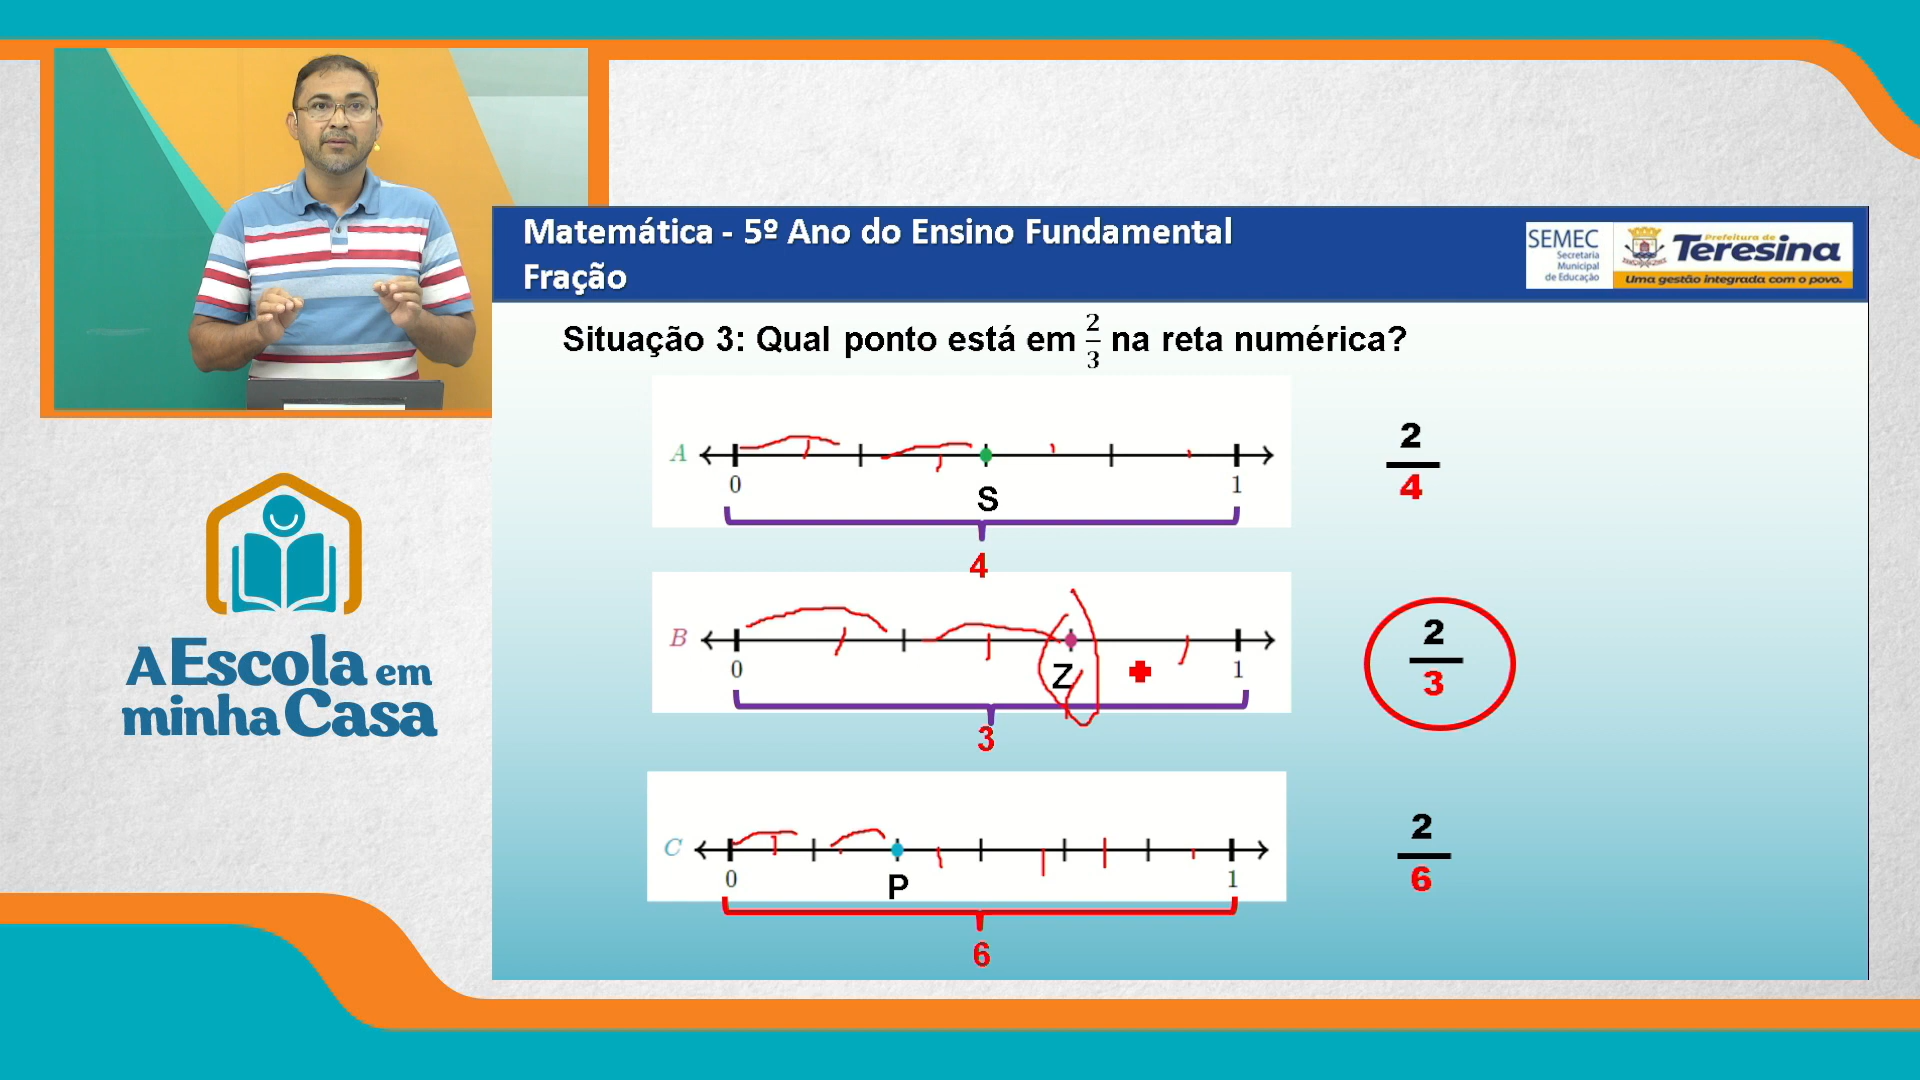 Matemática - 5º Ano do Ensino Fundamental
Fração
SEMEC
Secretaria
Municipal
de Educação
Prefeitura de
Teresina
Uma gestão integrada com o povo.
Situação 3: Qual ponto está em 2/3 na reta numérica?
A
0
S
1
4
2/4
B
0
Z
1
3
2/3
C
0
P
1
6
2/6
A Escola em
minha Casa